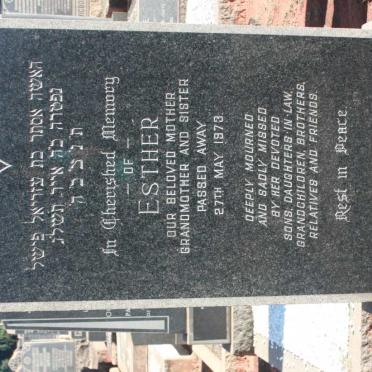 האשה אסתר בת עזריאל פישל
נפטרה כה אייר תשלג
ת נ צ ב ה
In Cherished Memory
— OF —
ESTHER
OUR BELOVED MOTHER
GRANDMOTHER AND SISTER
PASSED AWAY
27TH MAY 1973.
DEEPLY MOURNED
AND SADLY MISSED
BY HER DEVOTED
SONS, DAUGHTERS IN LAW,
GRANDCHILDREN, BROTHERS,
RELATIVES AND FRIENDS.
Rest in Peace